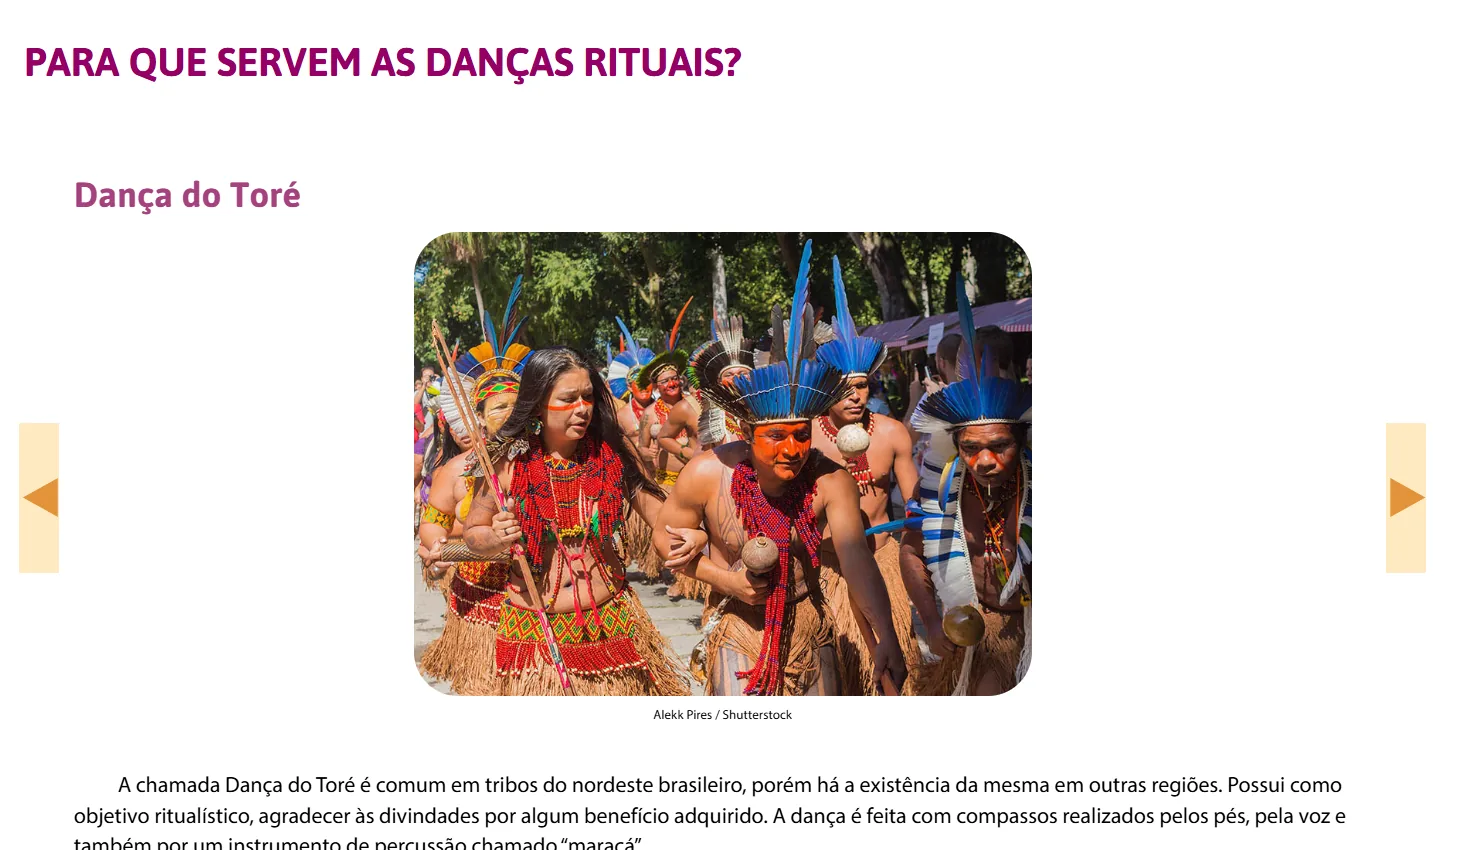 PARA QUE SERVEM AS DANÇAS RITUAIS?
Dança do Toré
Alekk Pires / Shutterstock
A chamada Dança do Toré é comum em tribos do nordeste brasileiro, porém há a existência da mesma em outras regiões. Possui como
objetivo ritualístico, agradecer às divindades por algum benefício adquirido. A dança é feita com compassos realizados pelos pés, pela voz e
também por um instrumento de percussão chamado “maracá”